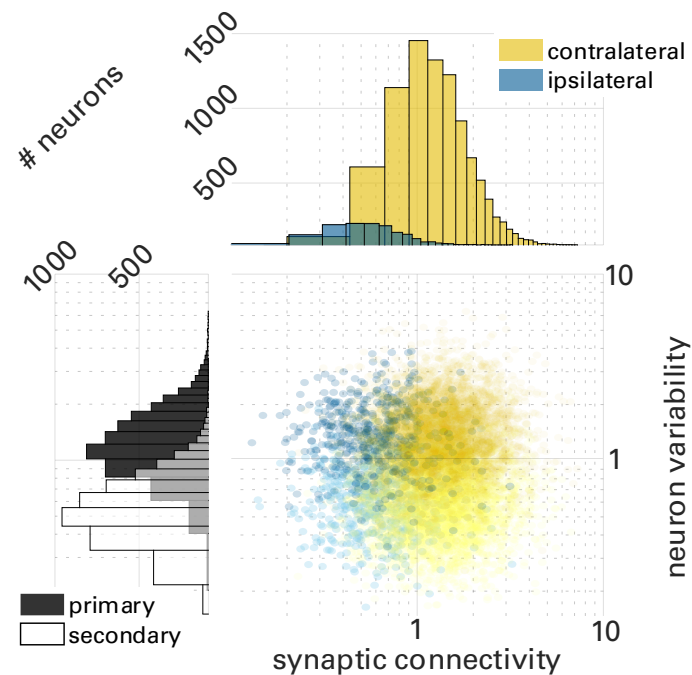 1500
1000
500
# neurons
contralateral
ipsilateral
1000
500
10
1
neuron variability
primary
secondary
1
10
synaptic connectivity